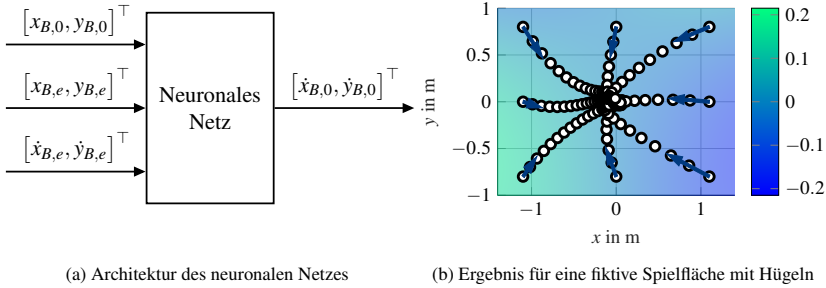 [x_{B,0}, y_{B,0}]^⊤
[x_{B,e}, y_{B,e}]^⊤
[ẋ_{B,e}, ẏ_{B,e}]^⊤
Neuronales
Netz
[ẋ_{B,0}, ẏ_{B,0}]^⊤
(a) Architektur des neuronalen Netzes
y in m
1
0.5
0
−0.5
−1
−1
0
1
x in m
0.2
0.1
0
−0.1
−0.2
(b) Ergebnis für eine fiktive Spielfläche mit Hügeln